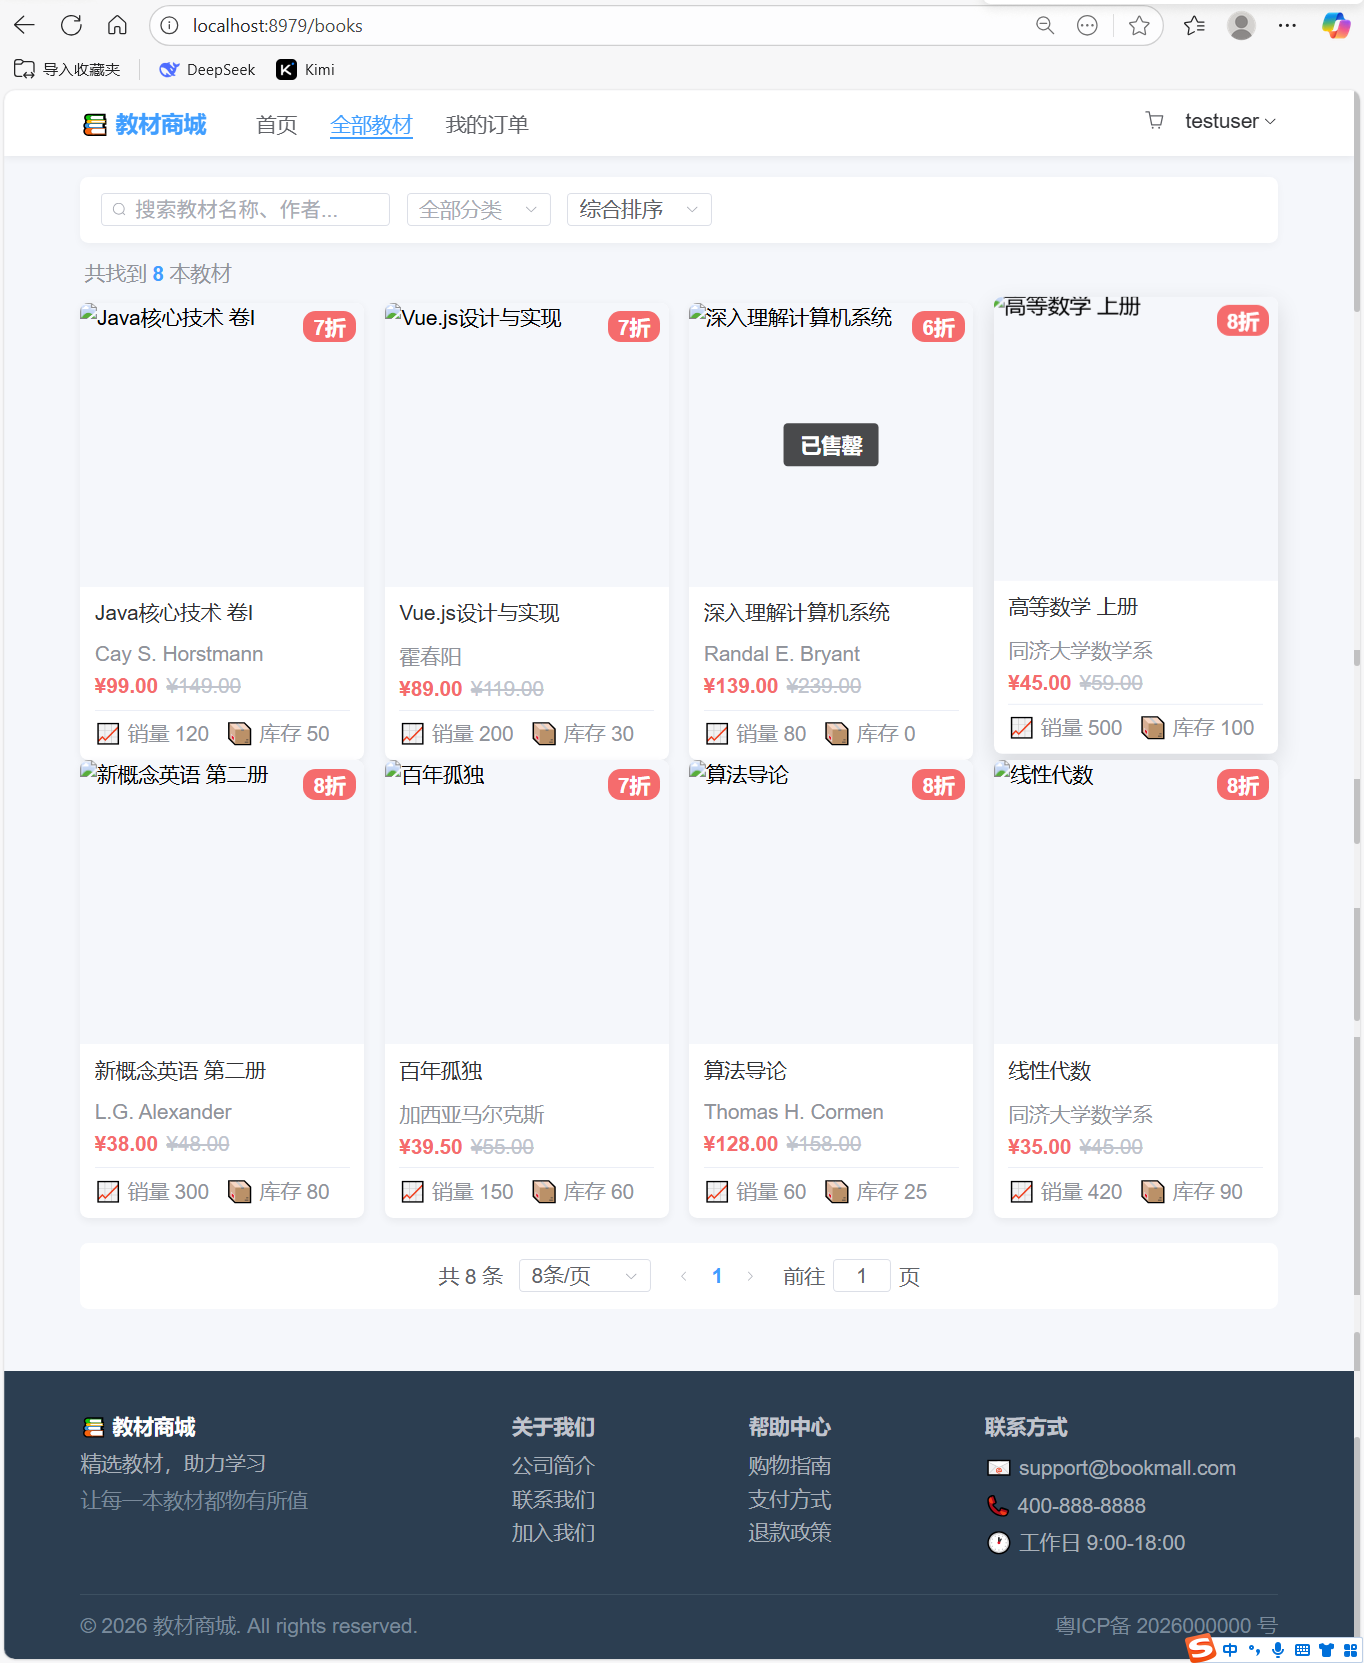 localhost:8979/books
导入收藏夹 DeepSeek Kimi
教材商城 首页 全部教材 我的订单 testuser
搜索教材名称、作者... 全部分类 综合排序
共找到 8 本教材
Java核心技术 卷I 7折
Vue.js设计与实现 7折
深入理解计算机系统 6折
高等数学 上册 8折
已售罄
Java核心技术 卷I
Cay S. Horstmann
¥99.00 ¥149.00
销量 120 库存 50
Vue.js设计与实现
霍春阳
¥89.00 ¥119.00
销量 200 库存 30
深入理解计算机系统
Randal E. Bryant
¥139.00 ¥239.00
销量 80 库存 0
高等数学 上册
同济大学数学系
¥45.00 ¥59.00
销量 500 库存 100
新概念英语 第二册 8折
百年孤独 7折
算法导论 8折
线性代数 8折
新概念英语 第二册
L.G. Alexander
¥38.00 ¥48.00
销量 300 库存 80
百年孤独
加西亚马尔克斯
¥39.50 ¥55.00
销量 150 库存 60
算法导论
Thomas H. Cormen
¥128.00 ¥158.00
销量 60 库存 25
线性代数
同济大学数学系
¥35.00 ¥45.00
销量 420 库存 90
共 8 条 8条/页 1 前往 1 页
教材商城
精选教材，助力学习
让每一本教材都物有所值
关于我们
公司简介
联系我们
加入我们
帮助中心
购物指南
支付方式
退款政策
联系方式
support@bookmall.com
400-888-8888
工作日 9:00-18:00
© 2026 教材商城. All rights reserved.
粤ICP备 2026000000 号
中